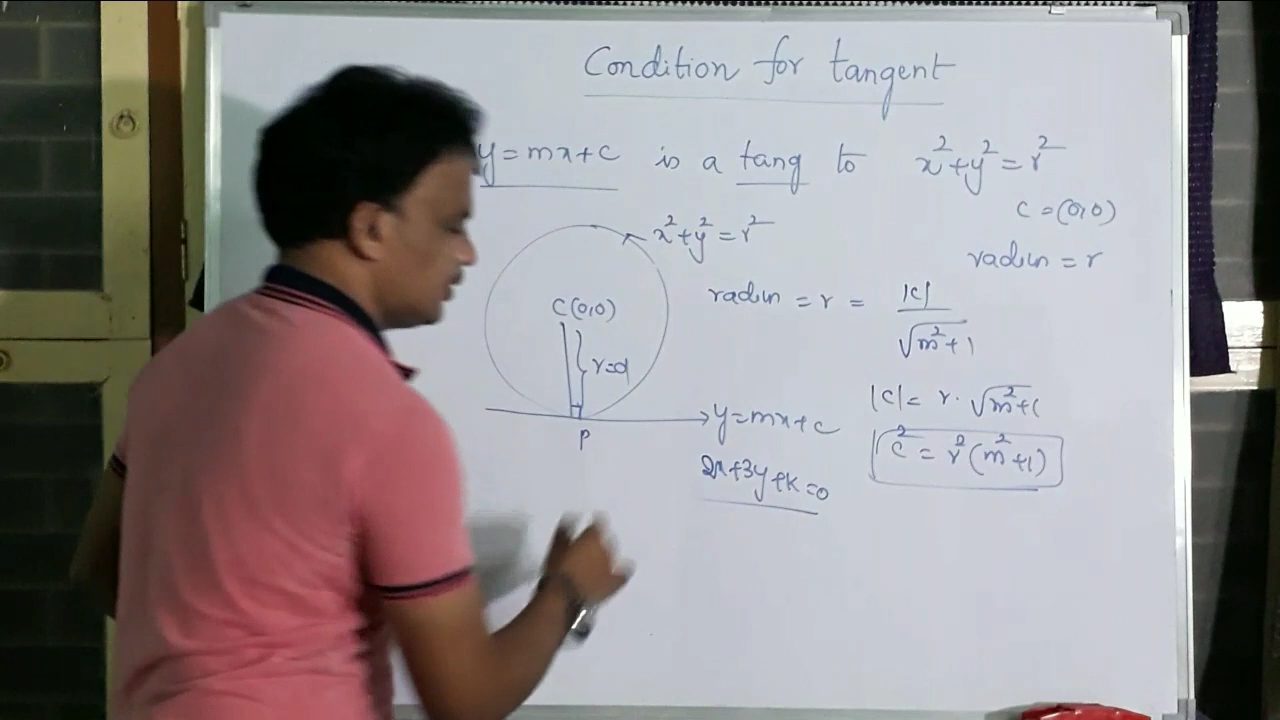 Condition for tangent
y=mx+c is a tang to x²+y²=r²
C=(0,0)
x²+y²=r²
radius = r
radius = r = |c|/√m²+1
C(0,0)
r=d
|c|= r.√m²+1
y=mx+c
P
c²=r²(m²+1)
2x+3y+k=0